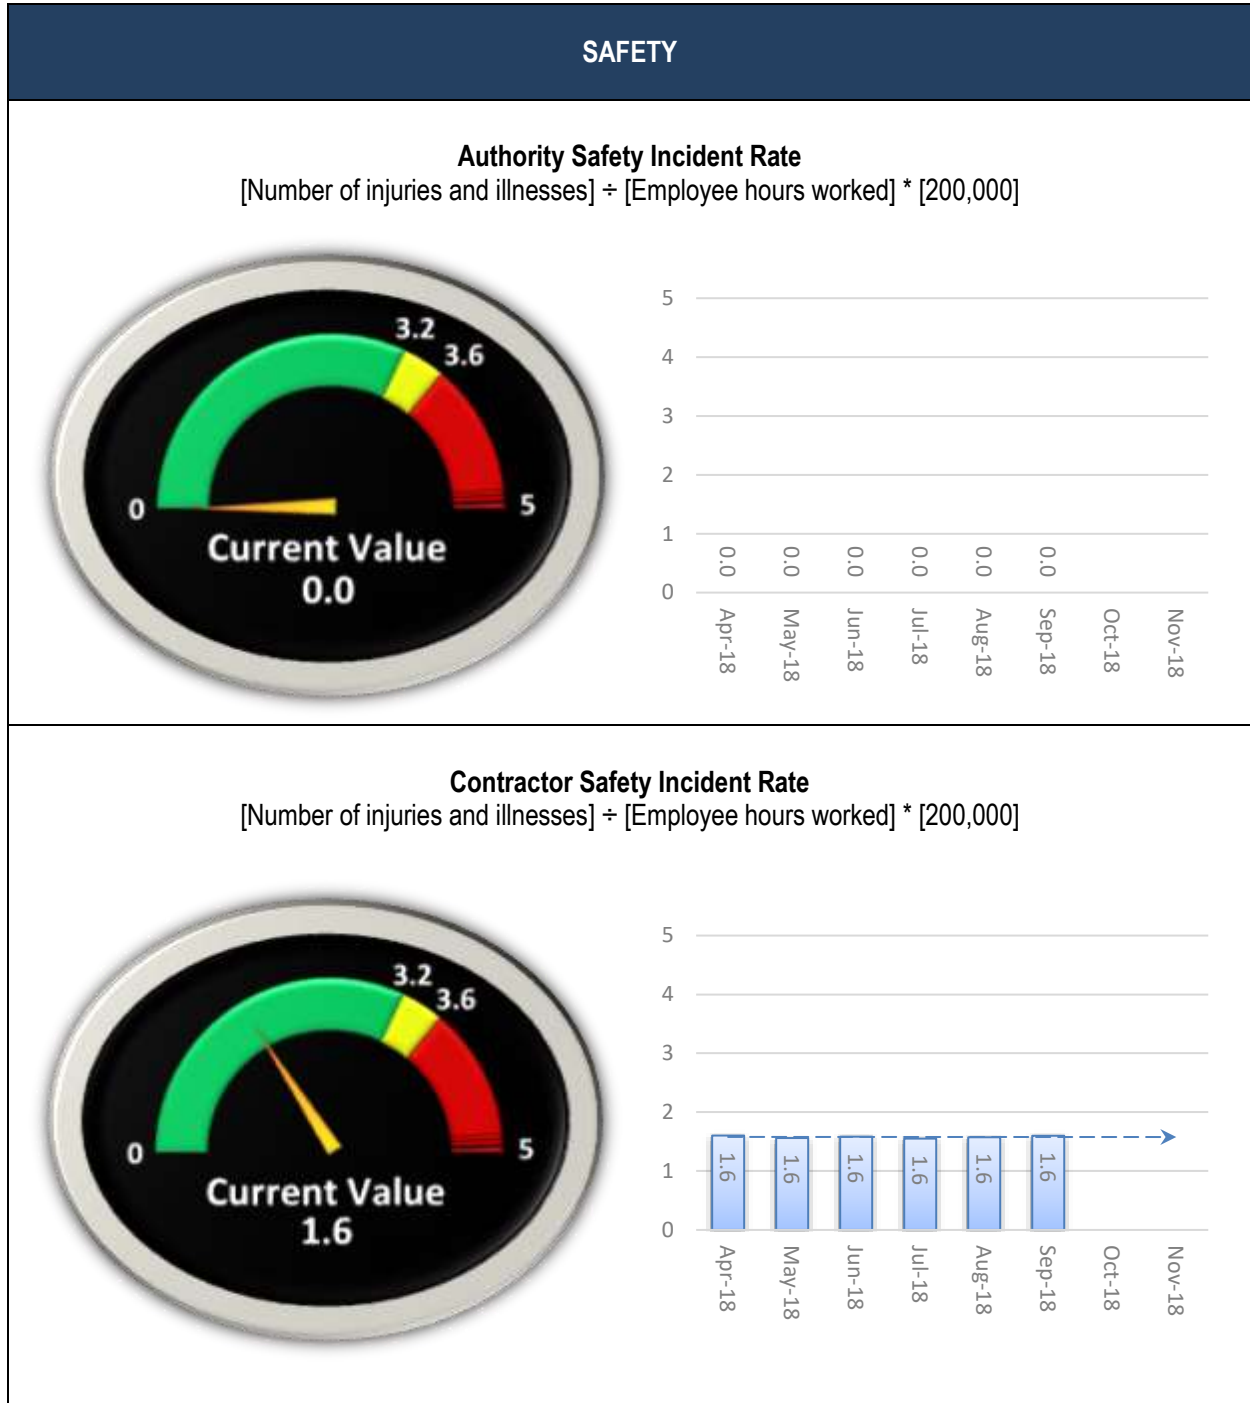 SAFETY
Authority Safety Incident Rate
[Number of injuries and illnesses] ÷ [Employee hours worked] * [200,000]
0
3.2
3.6
5
Current Value
0.0
5
4
3
2
1
0
0.0
0.0
0.0
0.0
0.0
0.0
Apr-18
May-18
Jun-18
Jul-18
Aug-18
Sep-18
Oct-18
Nov-18
Contractor Safety Incident Rate
[Number of injuries and illnesses] ÷ [Employee hours worked] * [200,000]
0
3.2
3.6
5
Current Value
1.6
5
4
3
2
1
0
1.6
1.6
1.6
1.6
1.6
1.6
Apr-18
May-18
Jun-18
Jul-18
Aug-18
Sep-18
Oct-18
Nov-18